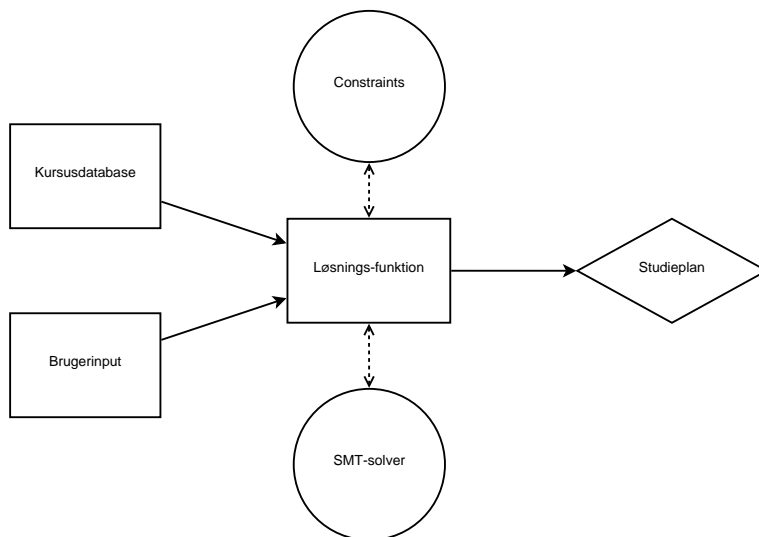 Constraints
Kursusdatabase
Løsnings-funktion
Studieplan
Brugerinput
SMT-solver